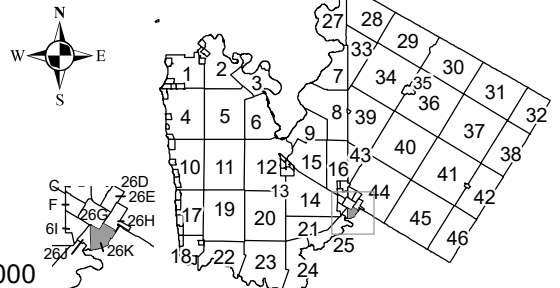 N
W E
S
27 28
29
33
30
1 2 3 7 34 35 31
36 32
4 5 6 8 39 37
9 40 38
10 11 12 15 16 43 41
13 42
17 19 20 14 44 45
21 46
18 22 23 24 25
C 26D
26E
F 26G 26H
6I
26J 26K
000